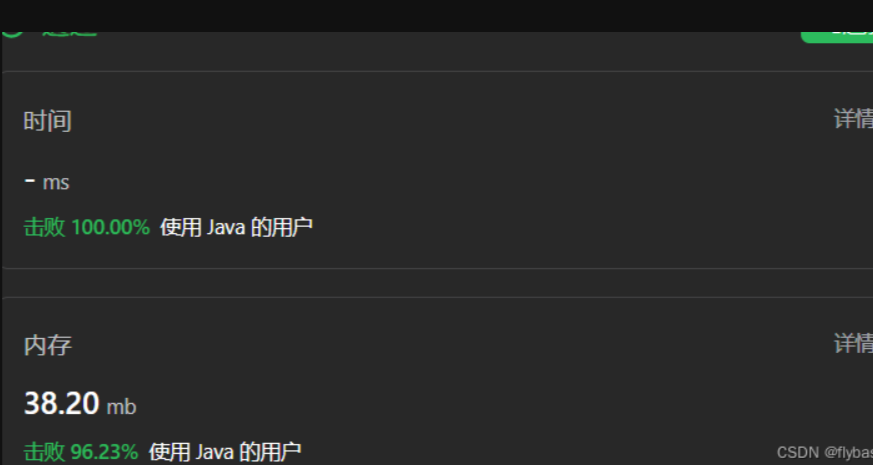 时间 详情
- ms
击败 100.00% 使用 Java 的用户
内存 详情
38.20 mb
击败 96.23% 使用 Java 的用户
CSDN @flybas